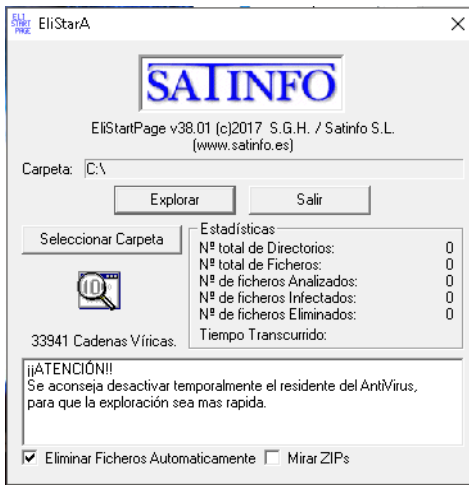 ELI
START
PAGE
EliStarA
SATINFO
EliStartPage v38.01 (c)2017 S.G.H. / Satinfo S.L.
(www.satinfo.es)
Carpeta: C:\
Explorar Salir
Seleccionar Carpeta
Estadísticas
Nº total de Directorios: 0
Nº total de Ficheros: 0
Nº de ficheros Analizados: 0
Nº de ficheros Infectados: 0
Nº de ficheros Eliminados: 0
Tiempo Transcurrido:
33941 Cadenas Víricas.
¡¡ATENCIÓN!!
Se aconseja desactivar temporalmente el residente del AntiVirus,
para que la exploración sea mas rapida.
Eliminar Ficheros Automaticamente Mirar ZIPs